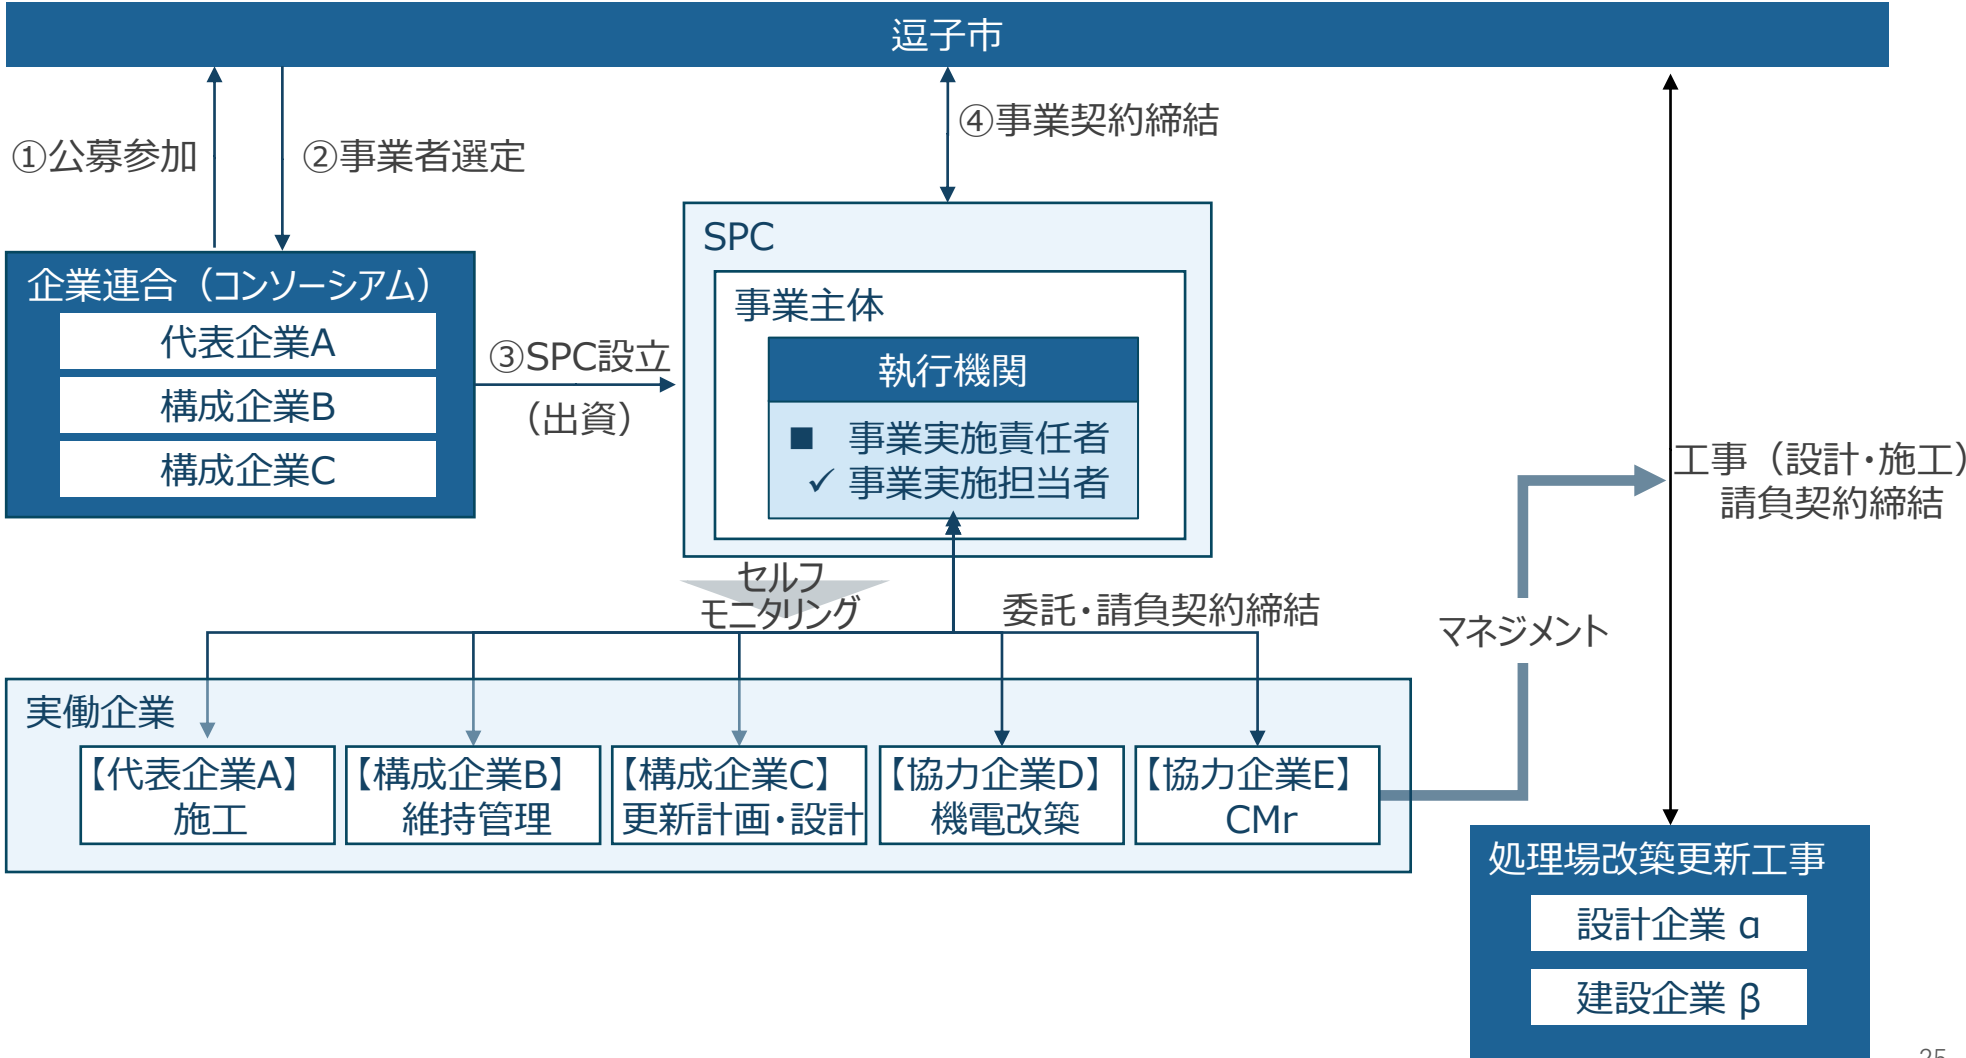 逗子市
①公募参加
②事業者選定
④事業契約締結
企業連合（コンソーシアム）
代表企業A
構成企業B
構成企業C
③SPC設立
（出資）
SPC
事業主体
執行機関
■ 事業実施責任者
✓ 事業実施担当者
工事（設計・施工）
請負契約締結
セルフ
モニタリング
委託・請負契約締結
マネジメント
実働企業
【代表企業A】
施工
【構成企業B】
維持管理
【構成企業C】
更新計画・設計
【協力企業D】
機電改築
【協力企業E】
CMr
処理場改築更新工事
設計企業 α
建設企業 β